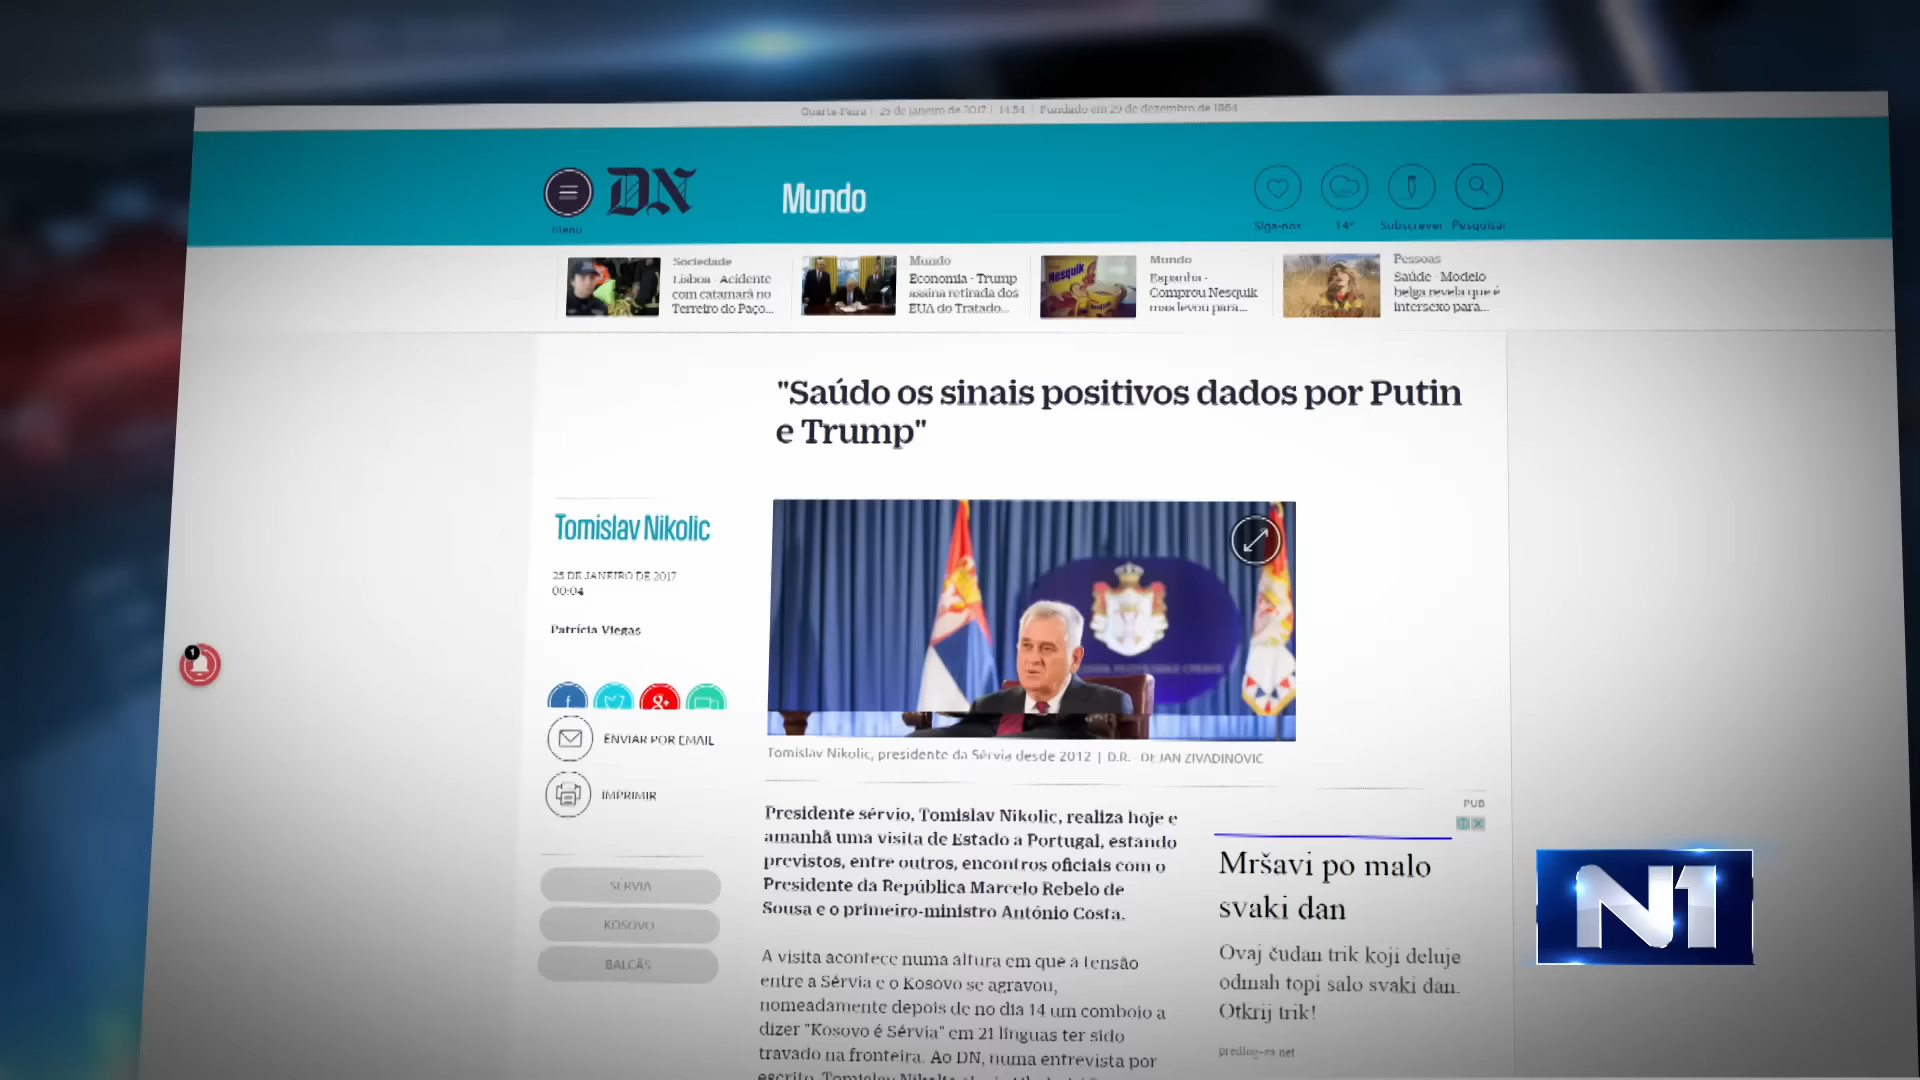 Quarta-Feira | 25 de janeiro de 2017 | 14:54 | Fundado em 29 de dezembro de 1864
DN
Mundo
Menu
Siga-nos
14°
Subscrever
Pesquisar
Sociedade
Lisboa - Acidente
com catamarã no
Terreiro do Paço...
Mundo
Economia - Trump
assina retirada dos
EUA do Tratado...
Mundo
Espanha -
Comprou Nesquik
mas levou para...
Nesquik
Pessoas
Saúde - Modelo
belga revela que é
intersexo para...
"Saúdo os sinais positivos dados por Putin
e Trump"
Tomislav Nikolic
25 DE JANEIRO DE 2017
00:04
Patrícia Viegas
1
ENVIAR POR EMAIL
IMPRIMIR
SÉRVIA
KOSOVO
BALCÃS
Tomislav Nikolic, presidente da Sérvia desde 2012 | D.R. - DEJAN ZIVADINOVIC
Presidente sérvio, Tomislav Nikolic, realiza hoje e
amanhã uma visita de Estado a Portugal, estando
previstos, entre outros, encontros oficiais com o
Presidente da República Marcelo Rebelo de
Sousa e o primeiro-ministro António Costa.
A visita acontece numa altura em que a tensão
entre a Sérvia e o Kosovo se agravou,
nomeadamente depois de no dia 14 um comboio a
dizer "Kosovo é Sérvia" em 21 línguas ter sido
travado na fronteira. Ao DN, numa entrevista por
escrito, Tomislav
PUB
Mršavi po malo
svaki dan
Ovaj čudan trik koji deluje
odmah topi salo svaki dan.
Otkrij trik!
N1